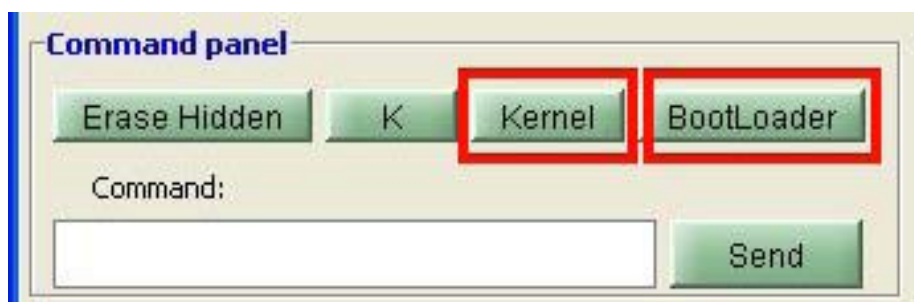 Command panel
Erase Hidden K Kernel BootLoader
Command:
Send